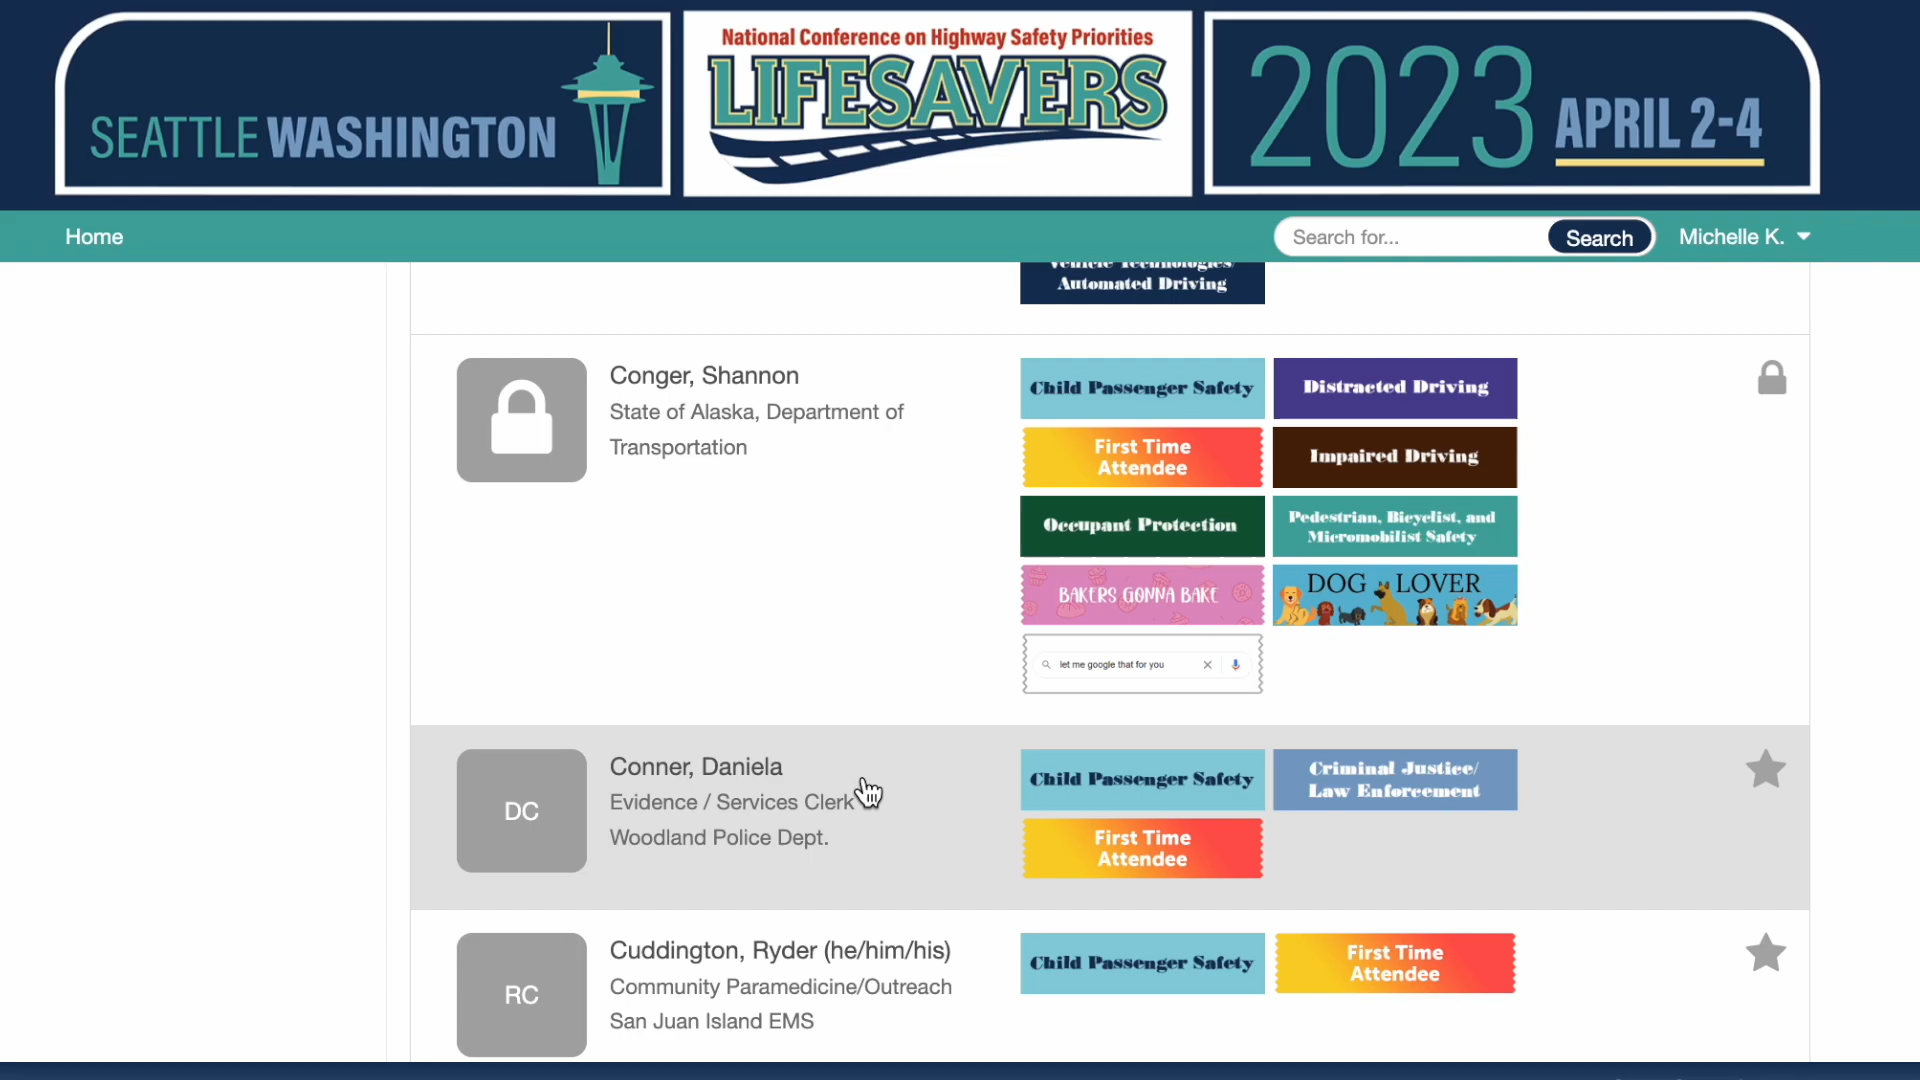 SEATTLE WASHINGTON
National Conference on Highway Safety Priorities
LIFESAVERS
2023 APRIL 2-4
Home
Search for...
Search
Michelle K.
Vehicle Technologies/
Automated Driving
Conger, Shannon
State of Alaska, Department of
Transportation
Child Passenger Safety
Distracted Driving
First Time
Attendee
Impaired Driving
Occupant Protection
Pedestrian, Bicyclist, and
Micromobilist Safety
BAKERS GONNA BAKE
DOG LOVER
let me google that for you
DC
Conner, Daniela
Evidence / Services Clerk
Woodland Police Dept.
Child Passenger Safety
Criminal Justice/
Law Enforcement
First Time
Attendee
RC
Cuddington, Ryder (he/him/his)
Community Paramedicine/Outreach
San Juan Island EMS
Child Passenger Safety
First Time
Attendee